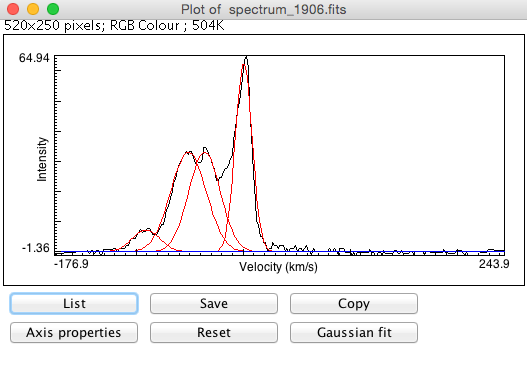 Plot of spectrum_1906.fits
520x250 pixels; RGB Colour ; 504K
64.94
Intensity
-1.36
-176.9
Velocity (km/s)
243.9
List
Save
Copy
Axis properties
Reset
Gaussian fit